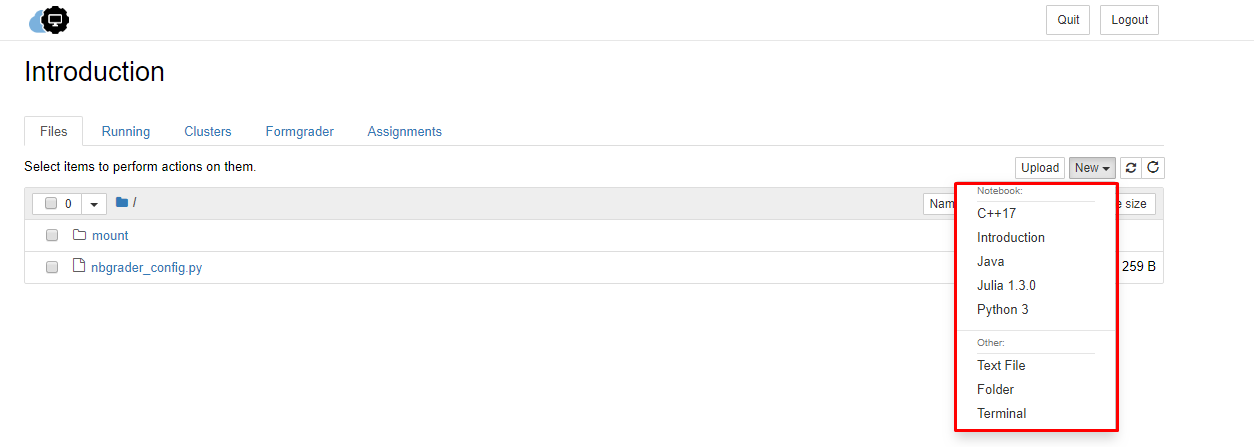 Quit Logout
Introduction
Files Running Clusters Formgrader Assignments
Select items to perform actions on them.
Upload New
0 / Nam e size
Notebook:
C++17
Introduction
Java
Julia 1.3.0
Python 3
Other:
Text File
Folder
Terminal
mount
nbgrader_config.py 259 B